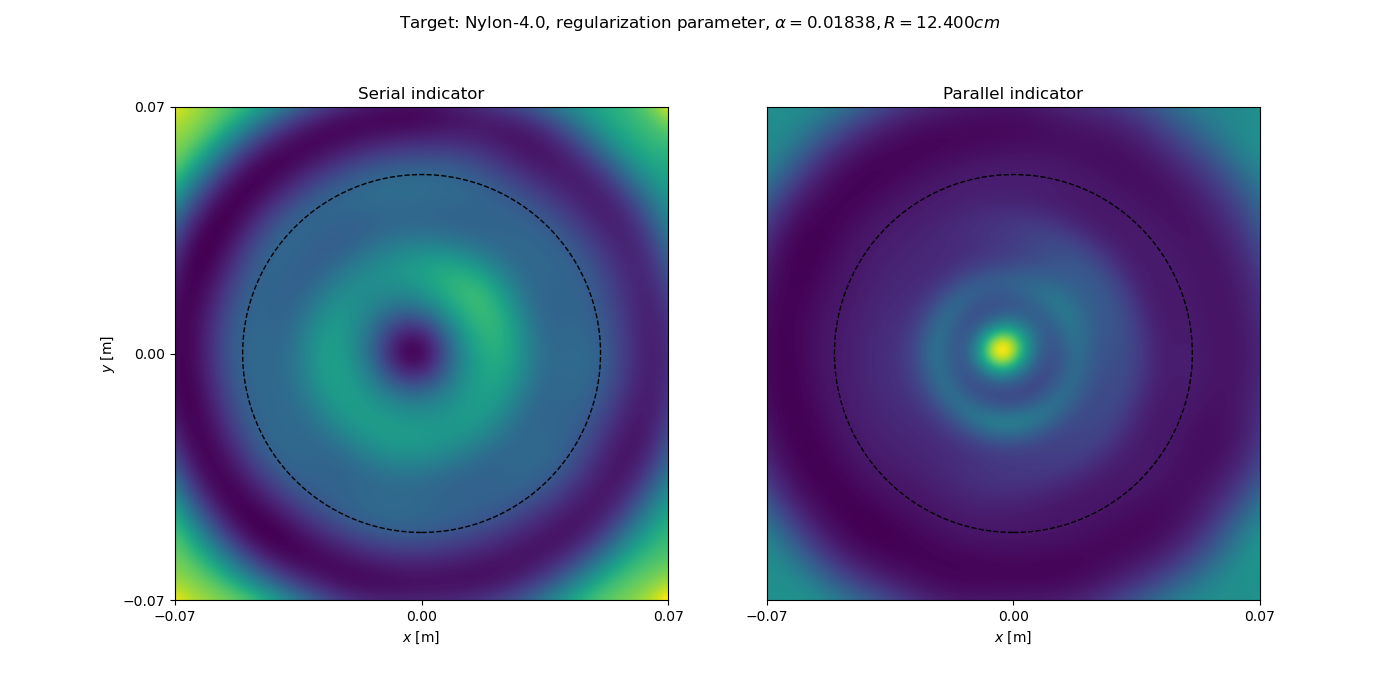 Target: Nylon-4.0, regularization parameter, α = 0.01838, R = 12.400cm
Serial indicator
Parallel indicator
0.07
0.00
−0.07
y [m]
−0.07 0.00 0.07
x [m]
−0.07 0.00 0.07
x [m]